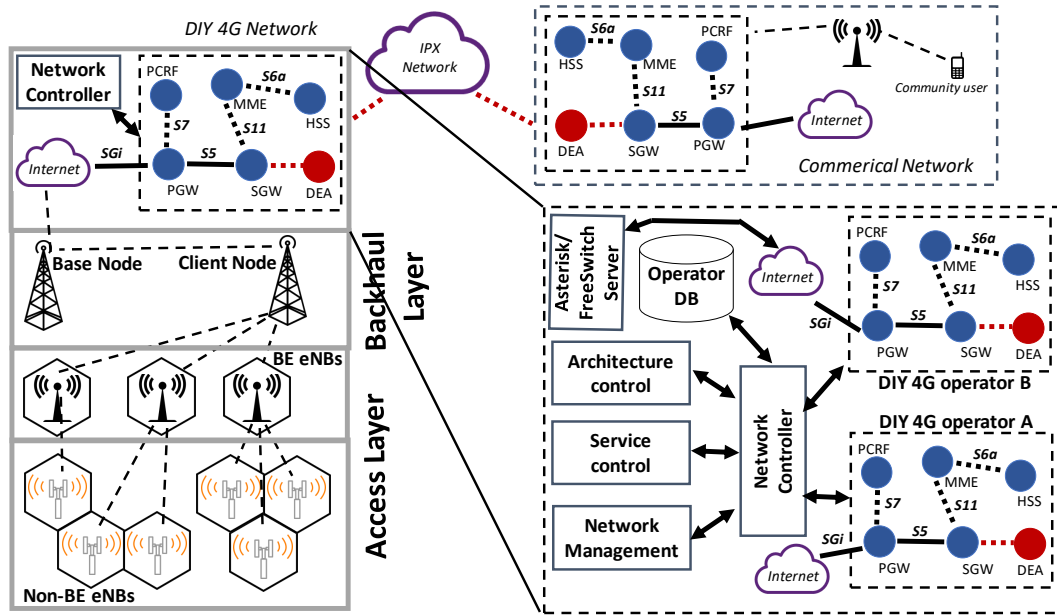 DIY 4G Network
Network
Controller
PCRF
MME
S6a
HSS
S7
S11
SGi
S5
Internet
PGW
SGW
DEA
IPX
Network
HSS
S6a
MME
PCRF
S11
S7
S5
DEA
SGW
PGW
Internet
Community user
Commerical Network
Base Node
Client Node
Backhaul
Layer
BE eNBs
Access Layer
Non-BE eNBs
Asterisk/
FreeSwitch
Server
Operator
DB
Internet
SGi
PCRF
MME
S6a
HSS
S7
S11
S5
PGW
SGW
DEA
DIY 4G operator B
Architecture
control
Service
control
Network
Management
Network
Controller
DIY 4G operator A
PCRF
MME
S6a
HSS
S7
S11
SGi
S5
Internet
PGW
SGW
DEA